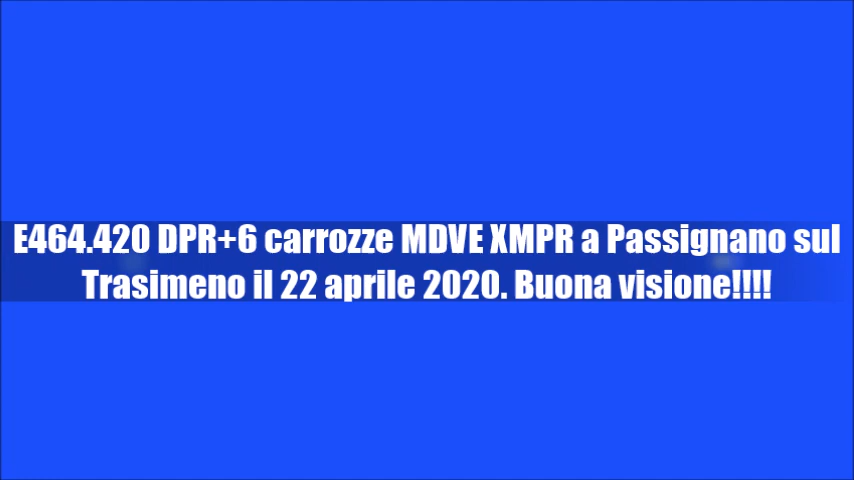 E464.420 DPR+6 carrozze MDVE XMPR a Passignano sul
Trasimeno il 22 aprile 2020. Buona visione!!!!